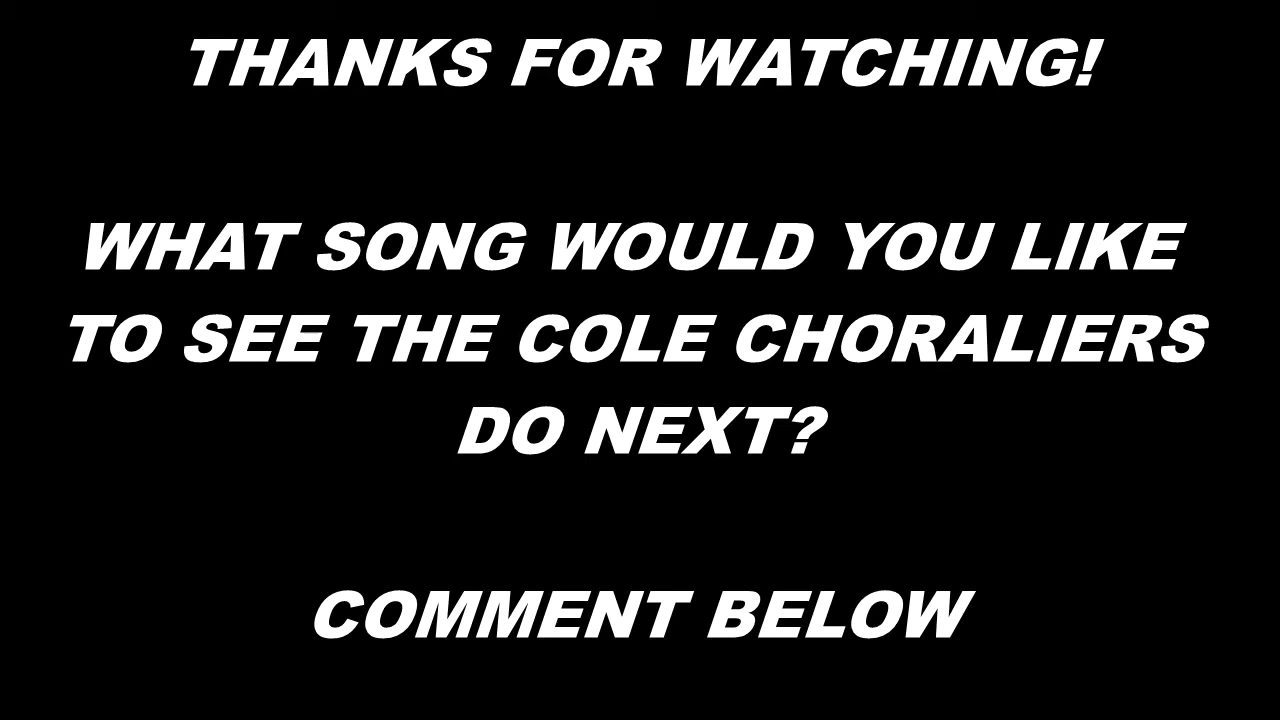 THANKS FOR WATCHING!
WHAT SONG WOULD YOU LIKE
TO SEE THE COLE CHORALIERS
DO NEXT?
COMMENT BELOW